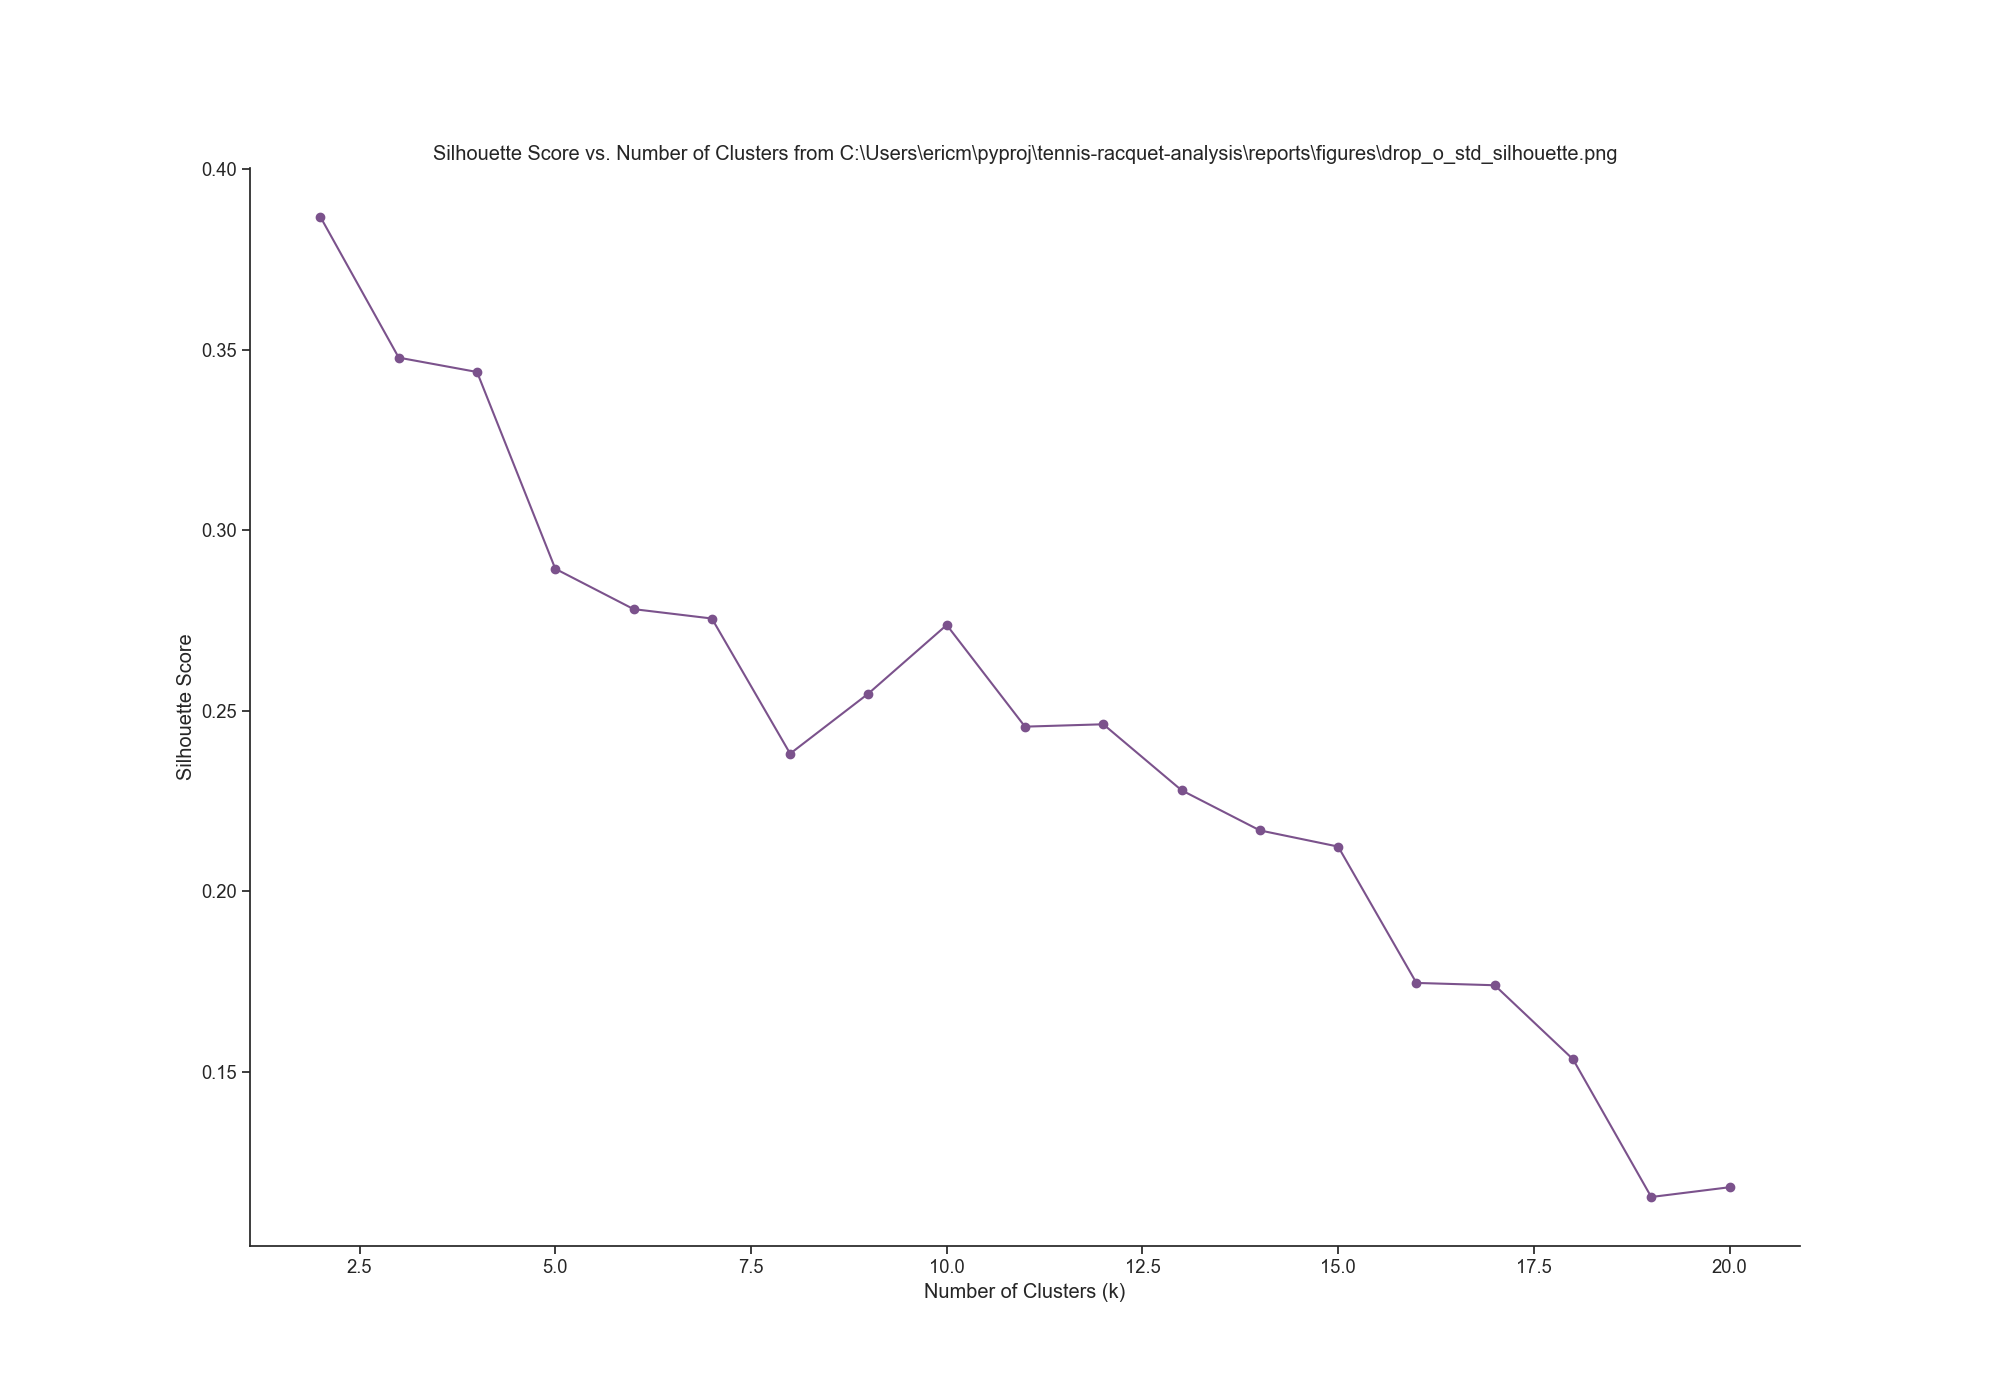 Silhouette Score vs. Number of Clusters from C:\Users\ericm\pyproj\tennis-racquet-analysis\reports\figures\drop_o_std_silhouette.png
0.40
0.35
0.30
0.25
0.20
0.15
Silhouette Score
2.5 5.0 7.5 10.0 12.5 15.0 17.5 20.0
Number of Clusters (k)